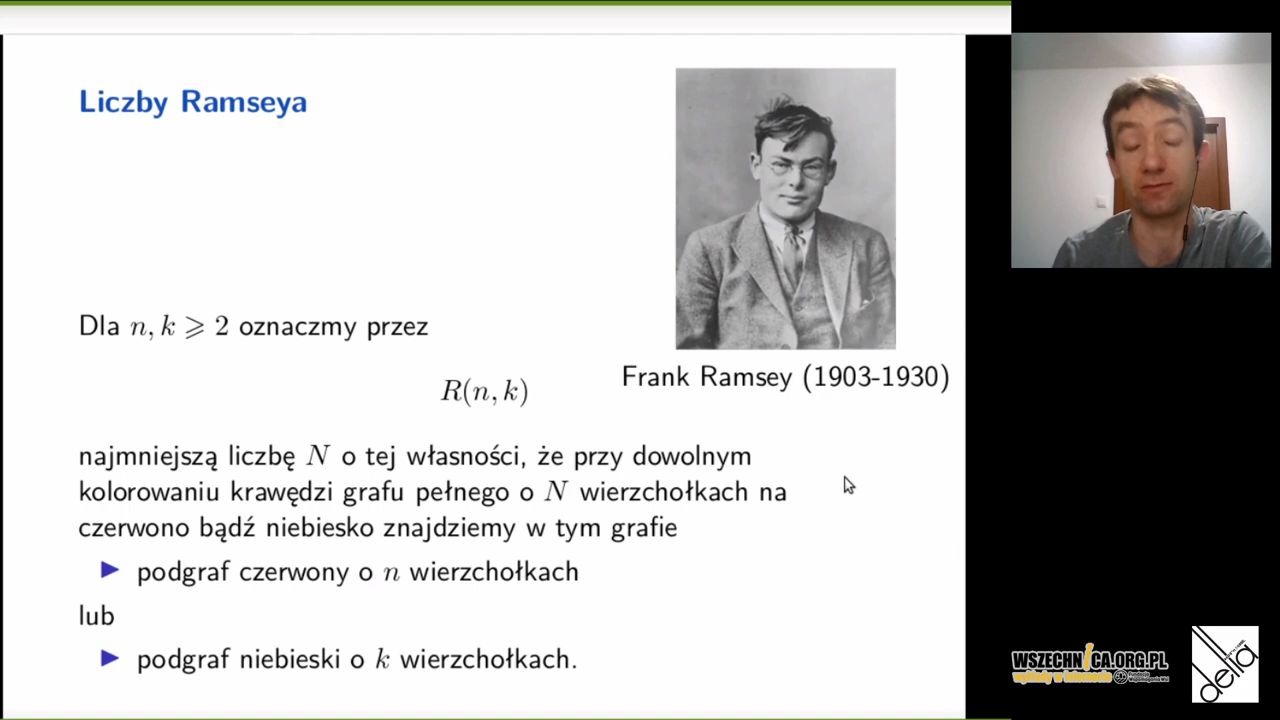 Liczby Ramseya
Dla n, k ⩾ 2 oznaczmy przez
R(n, k)
Frank Ramsey (1903-1930)
najmniejszą liczbę N o tej własności, że przy dowolnym
kolorowaniu krawędzi grafu pełnego o N wierzchołkach na
czerwono bądź niebiesko znajdziemy w tym grafie
▶ podgraf czerwony o n wierzchołkach
lub
▶ podgraf niebieski o k wierzchołkach.
WSZECHNICA.ORG.PL
wykłady w internecie
delta